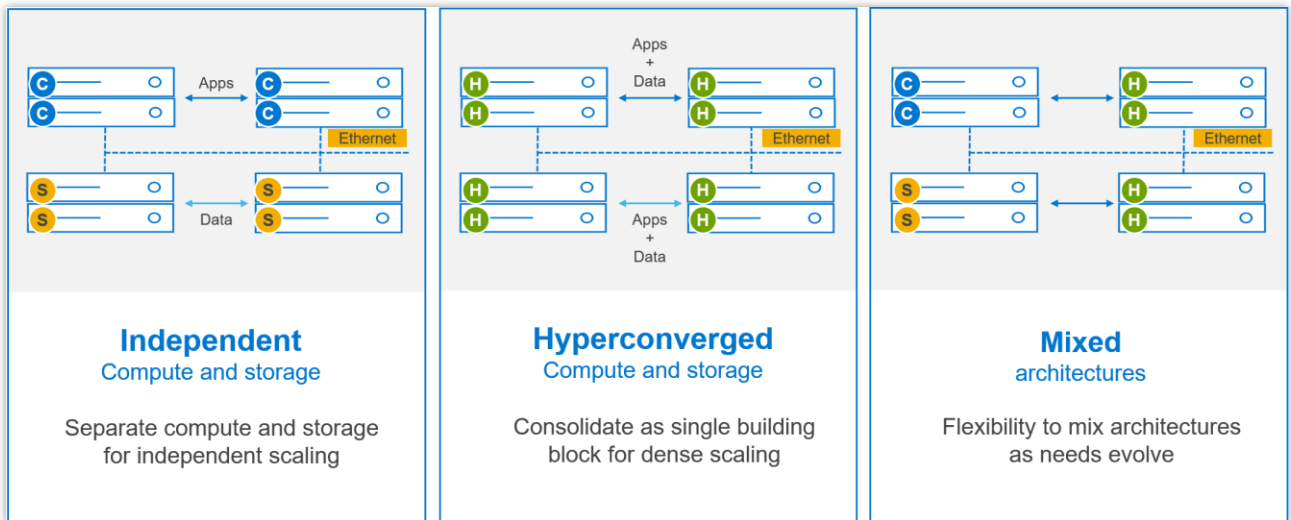 C
Apps
C
C
C
Ethernet
S
S
S
Data
S
Independent
Compute and storage
Separate compute and storage
for independent scaling
Apps
+
Data
H
H
H
H
Ethernet
H
H
H
H
Apps
+
Data
Hyperconverged
Compute and storage
Consolidate as single building
block for dense scaling
C
H
C
H
Ethernet
S
H
S
H
Mixed
architectures
Flexibility to mix architectures
as needs evolve